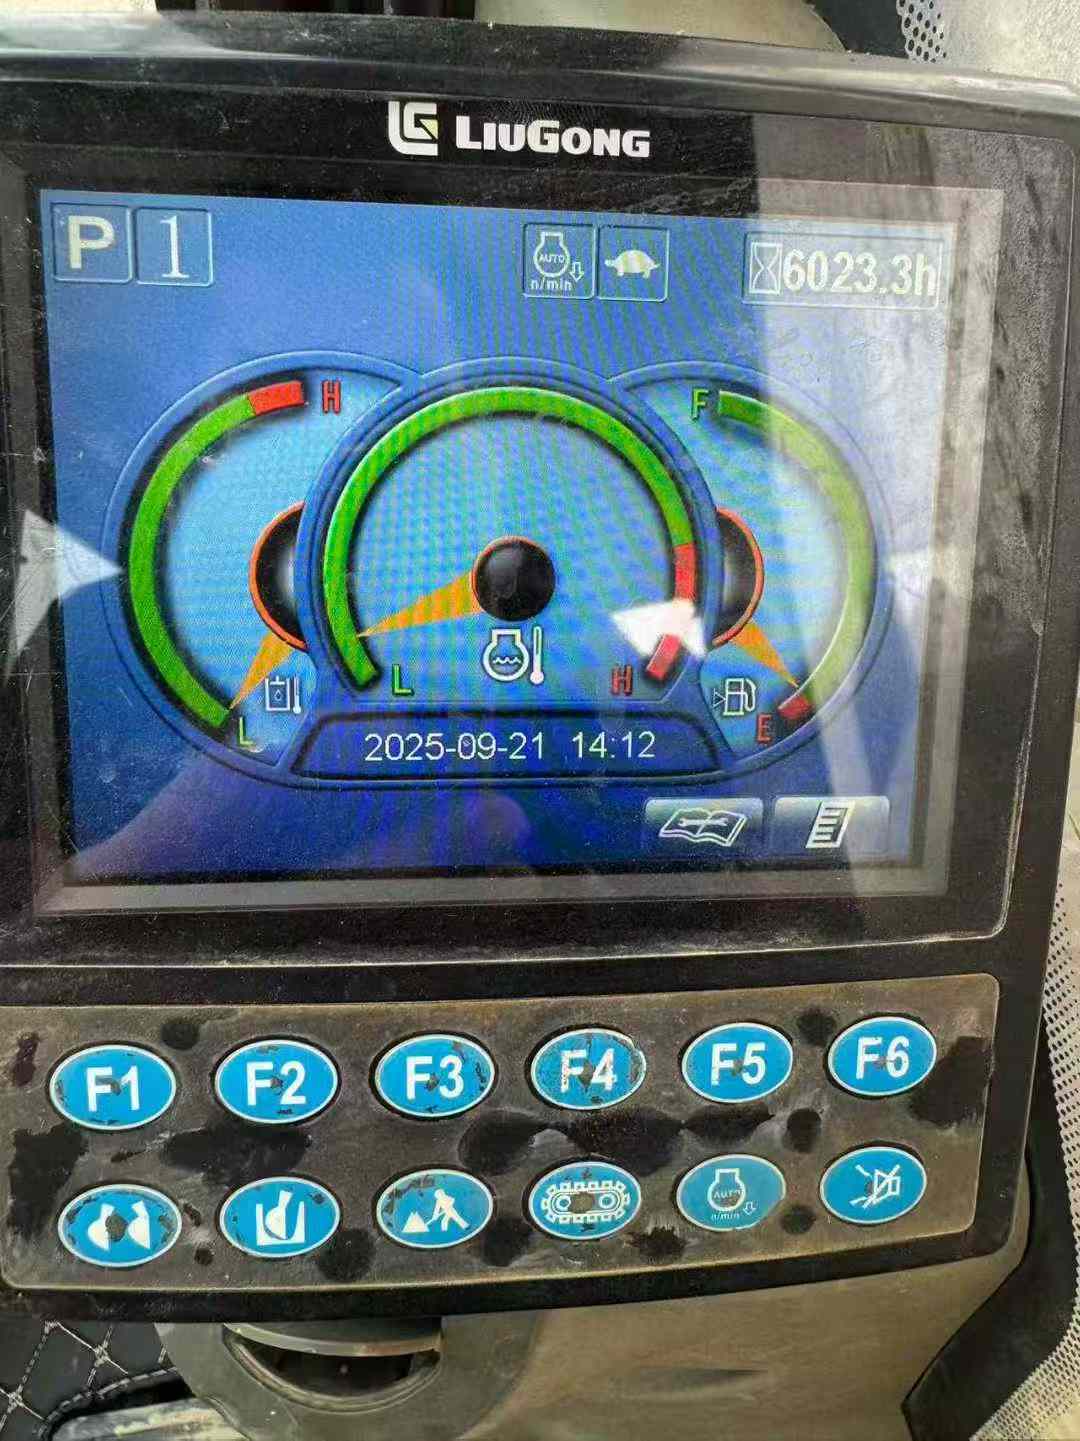 LG LIUGONG
P 1 AUTO n/min 6023.3h
H F
L H
L E
2025-09-21 14:12
F1 F2 F3 F4 F5 F6
AUTO n/min